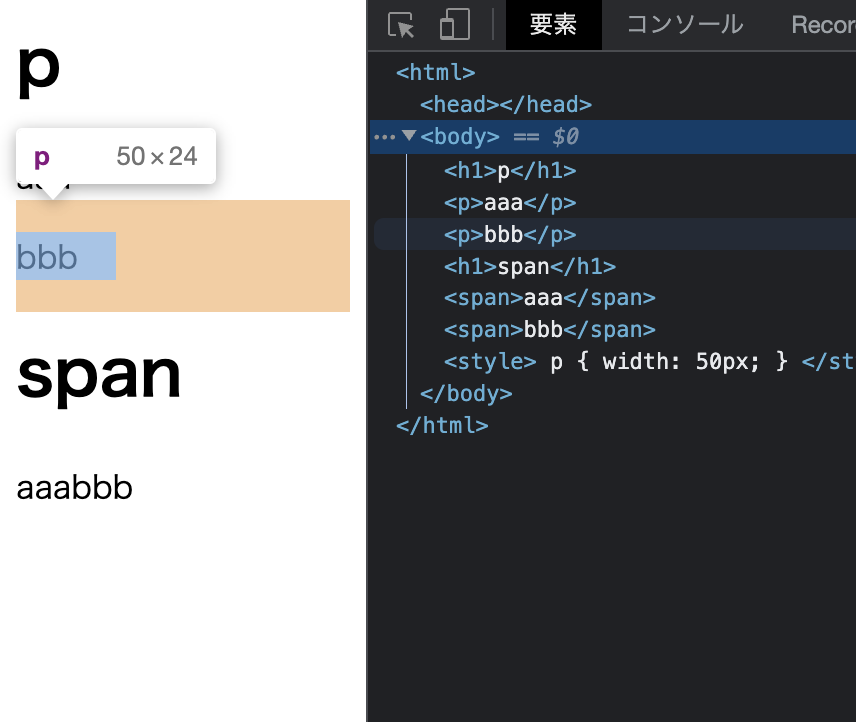 p
p 50×24
bbb
span
aaabbb
要素 コンソール Recor
<html>
<head></head>
<body> == $0
<h1>p</h1>
<p>aaa</p>
<p>bbb</p>
<h1>span</h1>
<span>aaa</span>
<span>bbb</span>
<style> p { width: 50px; } </st
</body>
</html>